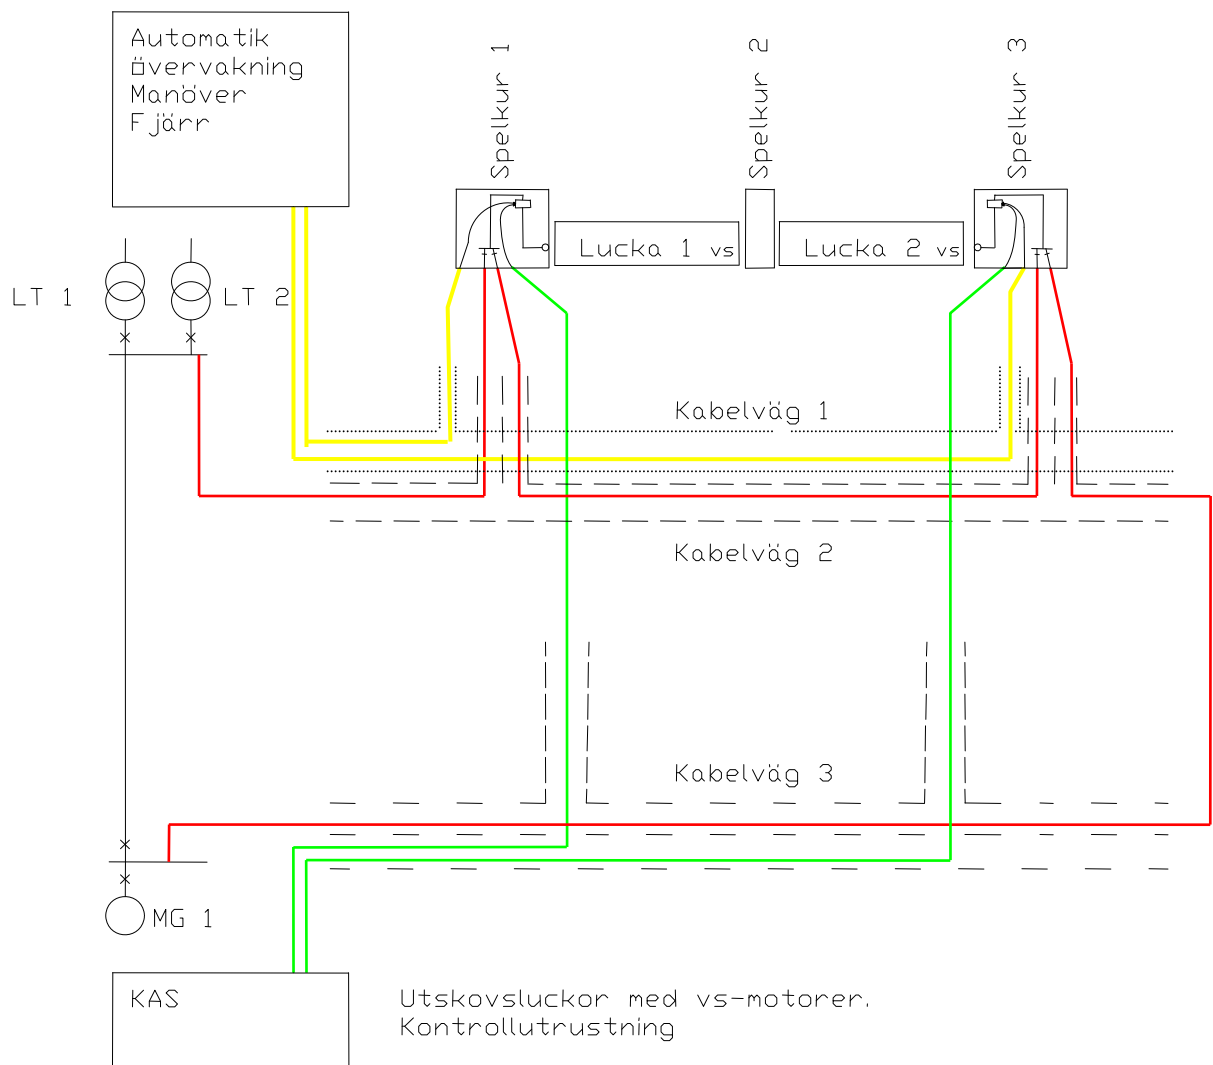 Automatik
övervakning
Manöver
Fjärr
Spelkur 1
Spelkur 2
Spelkur 3
Lucka 1 vs
Lucka 2 vs
LT 1
LT 2
Kabelväg 1
Kabelväg 2
Kabelväg 3
MG 1
KAS
Utskovsluckor med vs-motorer.
Kontrollutrustning